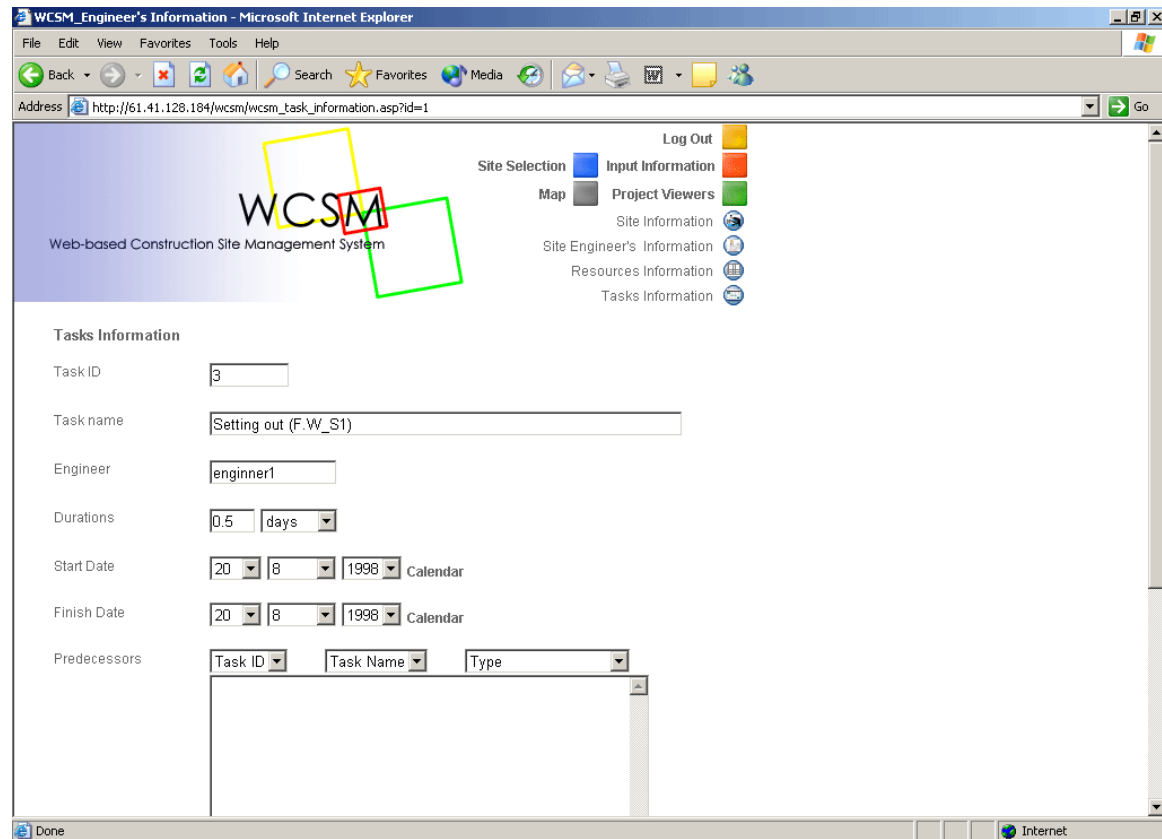 WCSM_Engineer's Information - Microsoft Internet Explorer
File Edit View Favorites Tools Help
Back Search Favorites Media
Address http://61.41.128.184/wcsm/wcsm_task_information.asp?id=1 Go
Log Out
Site Selection Input Information
Map Project Viewers
Site Information
Site Engineer's Information
Resources Information
Tasks Information
WCSM
Web-based Construction Site Management System
Tasks Information
Task ID 3
Task name Setting out (F.W_S1)
Engineer enginner1
Durations 0.5 days
Start Date 20 8 1998 Calendar
Finish Date 20 8 1998 Calendar
Predecessors Task ID Task Name Type
Done Internet